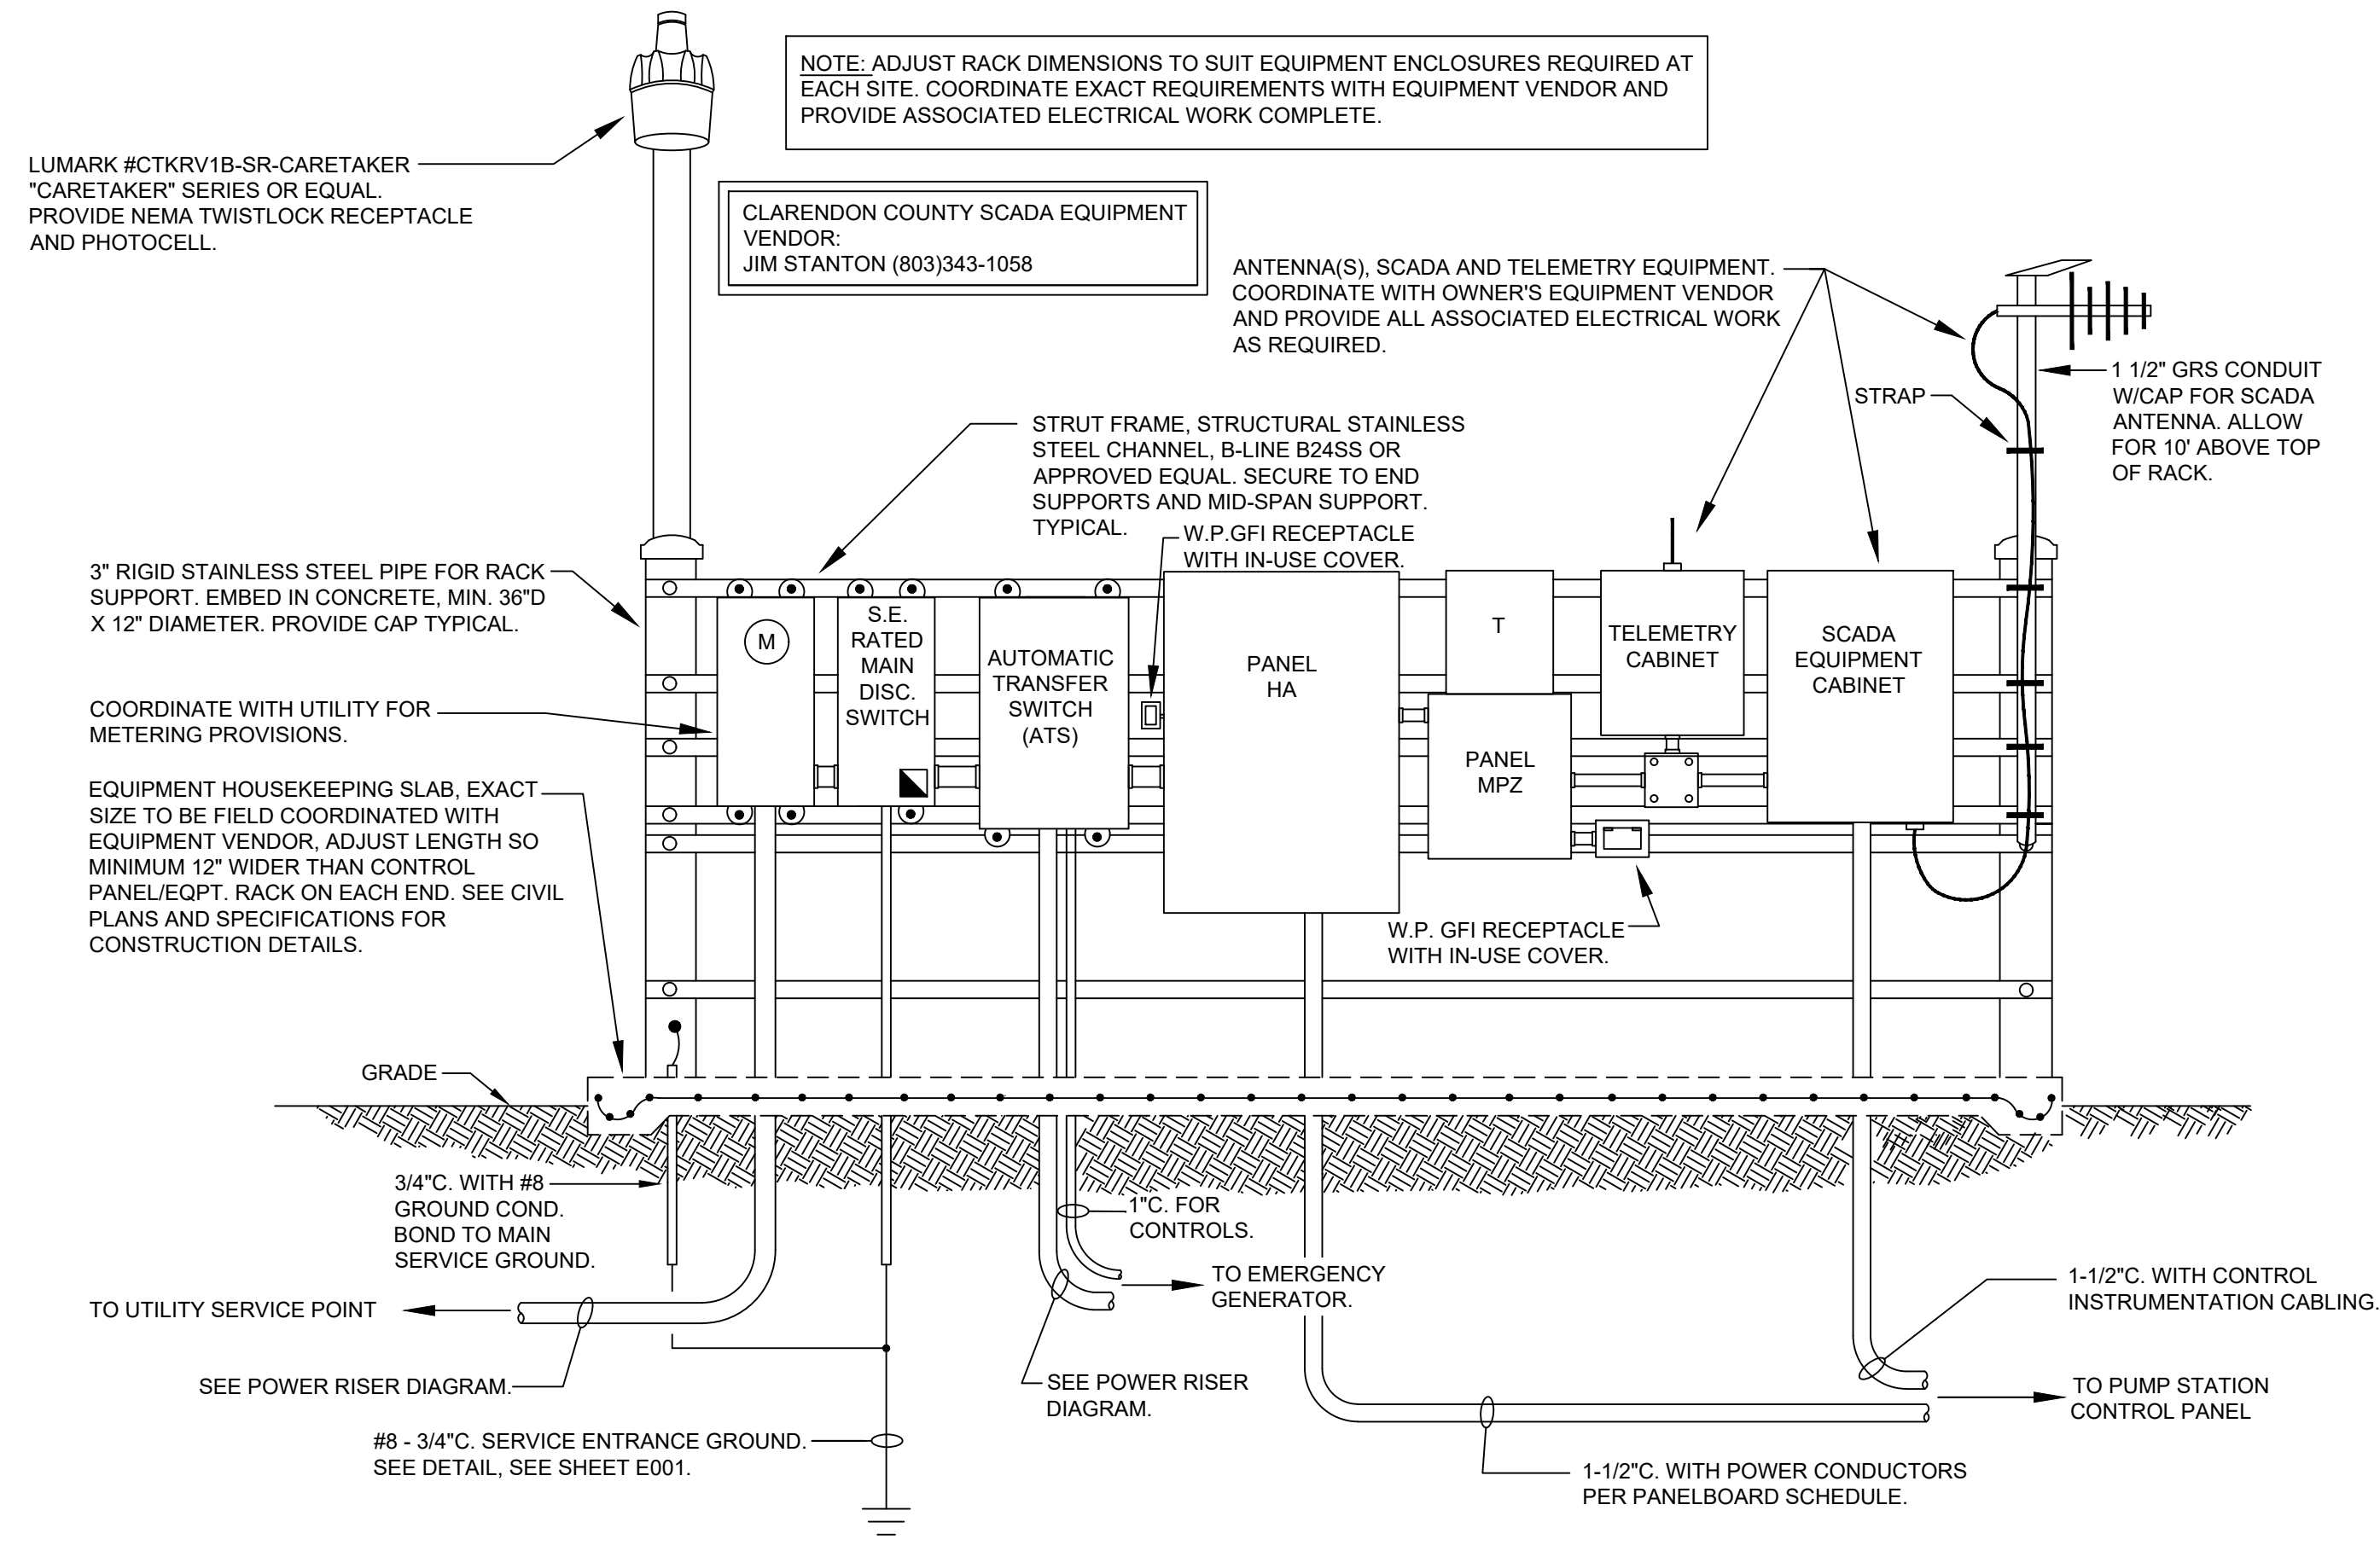 NOTE: ADJUST RACK DIMENSIONS TO SUIT EQUIPMENT ENCLOSURES REQUIRED AT
EACH SITE. COORDINATE EXACT REQUIREMENTS WITH EQUIPMENT VENDOR AND
PROVIDE ASSOCIATED ELECTRICAL WORK COMPLETE.
LUMARK #CTKRV1B-SR-CARETAKER
"CARETAKER" SERIES OR EQUAL.
PROVIDE NEMA TWISTLOCK RECEPTACLE
AND PHOTOCELL.
CLARENDON COUNTY SCADA EQUIPMENT
VENDOR:
JIM STANTON (803)343-1058
ANTENNA(S), SCADA AND TELEMETRY EQUIPMENT.
COORDINATE WITH OWNER'S EQUIPMENT VENDOR
AND PROVIDE ALL ASSOCIATED ELECTRICAL WORK
AS REQUIRED.
1 1/2" GRS CONDUIT
W/CAP FOR SCADA
ANTENNA. ALLOW
FOR 10' ABOVE TOP
OF RACK.
STRAP
STRUT FRAME, STRUCTURAL STAINLESS
STEEL CHANNEL, B-LINE B24SS OR
APPROVED EQUAL. SECURE TO END
SUPPORTS AND MID-SPAN SUPPORT.
TYPICAL.
W.P.GFI RECEPTACLE
WITH IN-USE COVER.
3" RIGID STAINLESS STEEL PIPE FOR RACK
SUPPORT. EMBED IN CONCRETE, MIN. 36"D
X 12" DIAMETER. PROVIDE CAP TYPICAL.
M
S.E.
RATED
MAIN
DISC.
SWITCH
AUTOMATIC
TRANSFER
SWITCH
(ATS)
PANEL
HA
T
TELEMETRY
CABINET
SCADA
EQUIPMENT
CABINET
PANEL
MPZ
COORDINATE WITH UTILITY FOR
METERING PROVISIONS.
EQUIPMENT HOUSEKEEPING SLAB, EXACT
SIZE TO BE FIELD COORDINATED WITH
EQUIPMENT VENDOR, ADJUST LENGTH SO
MINIMUM 12" WIDER THAN CONTROL
PANEL/EQPT. RACK ON EACH END. SEE CIVIL
PLANS AND SPECIFICATIONS FOR
CONSTRUCTION DETAILS.
W.P. GFI RECEPTACLE
WITH IN-USE COVER.
GRADE
3/4"C. WITH #8
GROUND COND.
BOND TO MAIN
SERVICE GROUND.
1"C. FOR
CONTROLS.
TO EMERGENCY
GENERATOR.
1-1/2"C. WITH CONTROL
INSTRUMENTATION CABLING.
TO UTILITY SERVICE POINT
SEE POWER RISER DIAGRAM.
SEE POWER RISER
DIAGRAM.
TO PUMP STATION
CONTROL PANEL
#8 - 3/4"C. SERVICE ENTRANCE GROUND.
SEE DETAIL, SEE SHEET E001.
1-1/2"C. WITH POWER CONDUCTORS
PER PANELBOARD SCHEDULE.